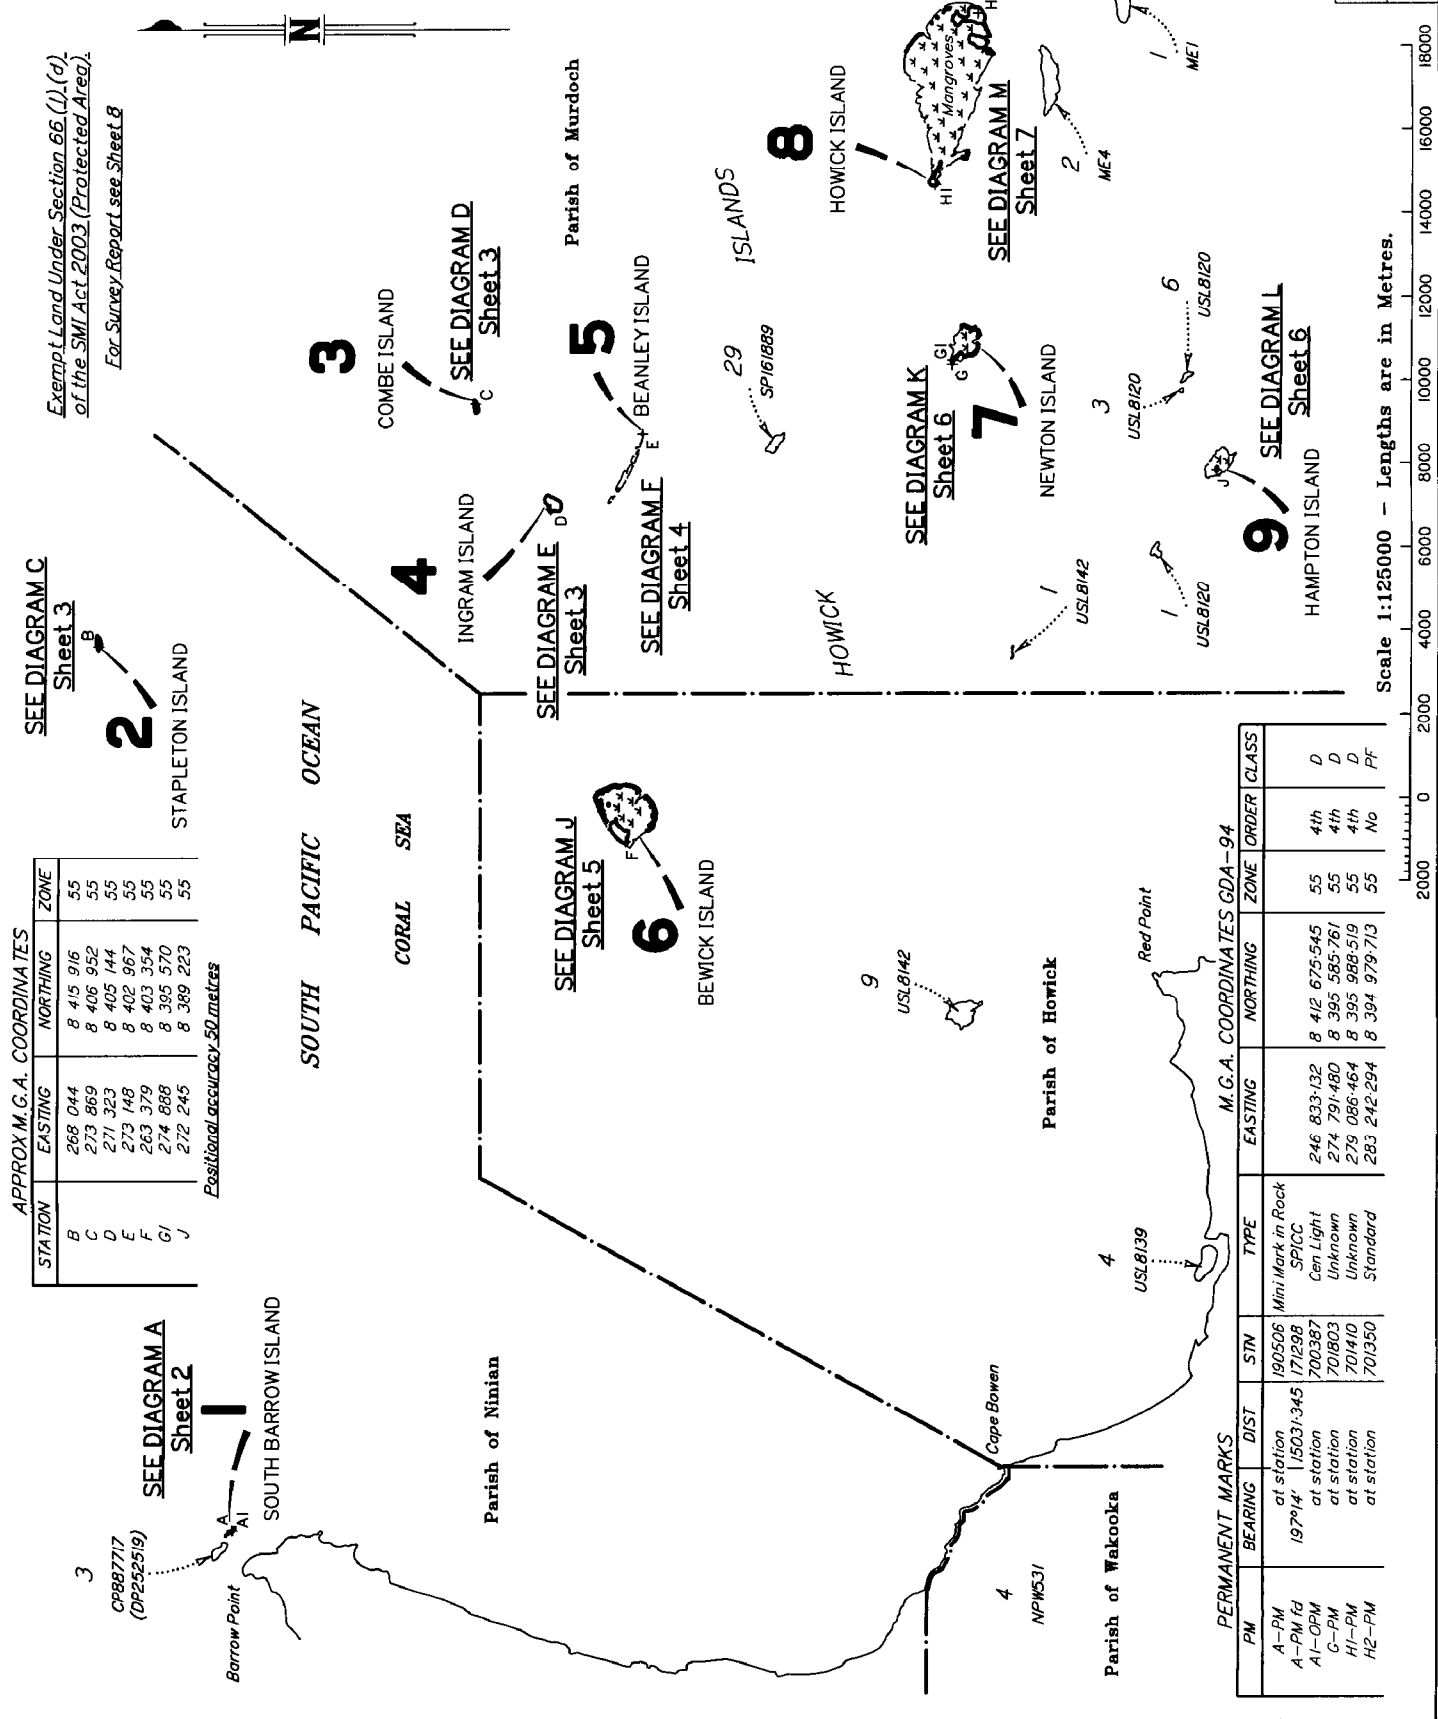 Exempt Land Under Section 66 (1).(d).
of the SMI Act 2003 (Protected Area).
For Survey Report see Sheet 8
N
APPROX M.G.A. COORDINATES
STATION EASTING NORTHING ZONE
B 268 044 8 415 916 55
C 273 869 8 406 952 55
D 271 323 8 405 144 55
E 273 148 8 402 967 55
F 263 379 8 403 354 55
G1 274 888 8 395 570 55
J 272 245 8 389 223 55
Positional accuracy 50 metres
3
CP887717
(DP252519)
SEE DIAGRAM A
Sheet 2
1
SOUTH BARROW ISLAND
A
A1
Barrow Point
SEE DIAGRAM C
Sheet 3
B
2
STAPLETON ISLAND
3
COMBE ISLAND
C
SEE DIAGRAM D
Sheet 3
SOUTH PACIFIC OCEAN
CORAL SEA
4
INGRAM ISLAND
D
SEE DIAGRAM E
Sheet 3
Parish of Murdoch
5
BEANLEY ISLAND
E
SEE DIAGRAM F
Sheet 4
Parish of Ninian
SEE DIAGRAM J
Sheet 5
F
6
BEWICK ISLAND
HOWICK ISLANDS
29
SP161889
8
HOWICK ISLAND
H1
Mangroves
H
SEE DIAGRAM M
Sheet 7
2
ME4
1
ME1
SEE DIAGRAM K
Sheet 6
G1
G
7
NEWTON ISLAND
9
USL8142
1
USL8142
3
USL8120
6
USL8120
1
USL8120
J
SEE DIAGRAM L
Sheet 6
9
HAMPTON ISLAND
Parish of Howick
Red Point
Cape Bowen
4
USL8139
4
NPW531
Parish of Wakooka
PERMANENT MARKS M.G.A. COORDINATES GDA-94
PM BEARING DIST STN TYPE EASTING NORTHING ZONE ORDER CLASS
A-PM at station 190506 Mini Mark in Rock
A-PM fd 197°14' 15031·345 171298 SPICC
A1-OPM at station 700387 Cen Light 246 833·132 8 412 675·545 55 4th D
G-PM at station 701803 Unknown 274 791·480 8 395 585·761 55 4th D
H1-PM at station 701410 Unknown 279 086·464 8 395 988·519 55 4th D
H2-PM at station 701350 Standard 283 242·294 8 394 979·713 55 No PF
Scale 1:125000 - Lengths are in Metres.
2000 0 2000 4000 6000 8000 10000 12000 14000 16000 18000